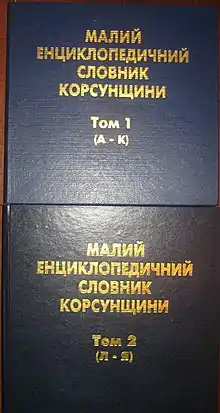 МАЛИЙ
ЕНЦИКЛОПЕДИЧНИЙ
СЛОВНИК
КОРСУНЩИНИ
Том 1
(А - К)
МАЛИЙ
ЕНЦИКЛОПЕДИЧНИЙ
СЛОВНИК
КОРСУНЩИНИ
Том 2
(Л - Я)